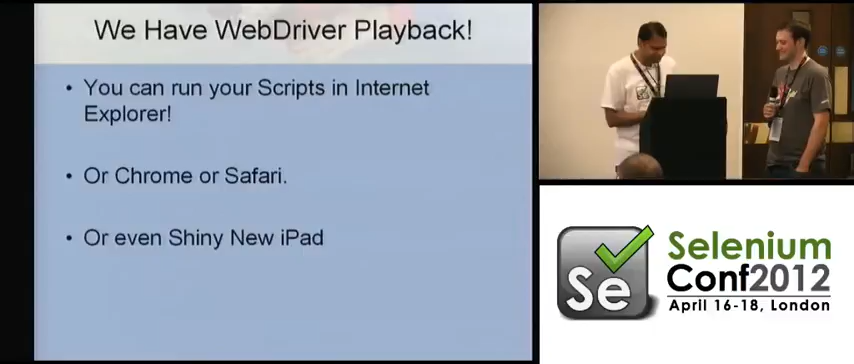 We Have WebDriver Playback!
• You can run your Scripts in Internet
Explorer!
• Or Chrome or Safari.
• Or even Shiny New iPad
Se
Selenium
Conf2012
April 16-18, London